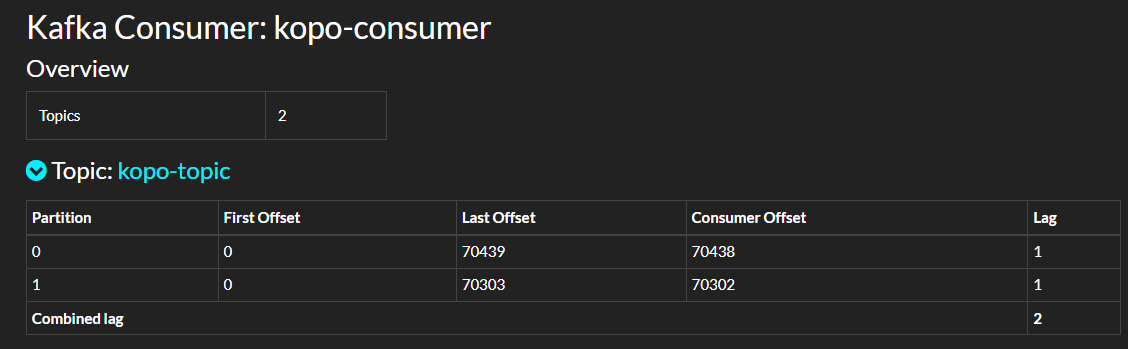 Kafka Consumer: kopo-consumer
Overview
Topics 2
Topic: kopo-topic
Partition First Offset Last Offset Consumer Offset Lag
0 0 70439 70438 1
1 0 70303 70302 1
Combined lag 2